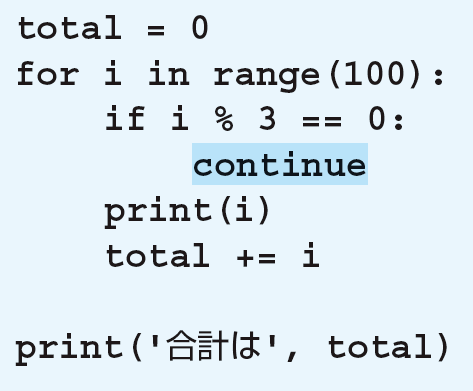 total = 0
for i in range(100):
    if i % 3 == 0:
        continue
    print(i)
    total += i

print('合計は', total)